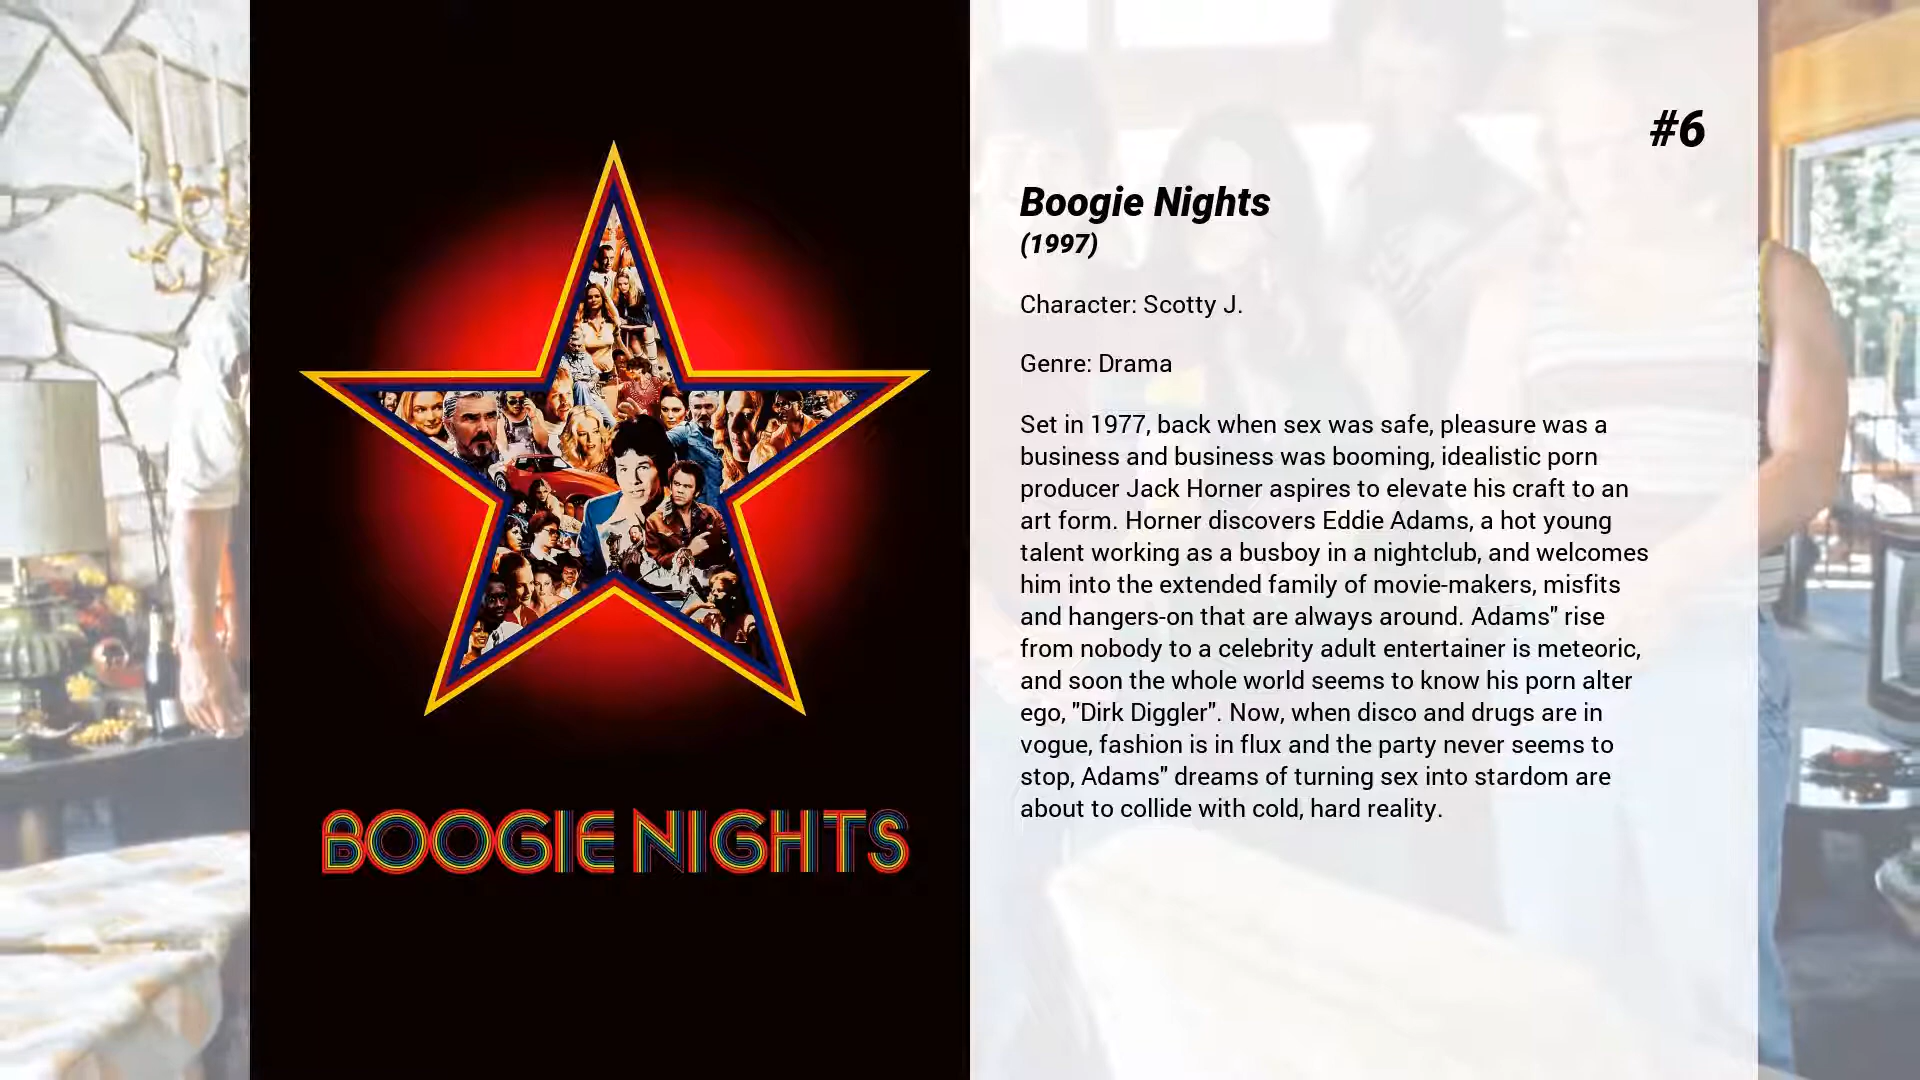 #6
Boogie Nights
(1997)
Character: Scotty J.
Genre: Drama
Set in 1977, back when sex was safe, pleasure was a
business and business was booming, idealistic porn
producer Jack Horner aspires to elevate his craft to an
art form. Horner discovers Eddie Adams, a hot young
talent working as a busboy in a nightclub, and welcomes
him into the extended family of movie-makers, misfits
and hangers-on that are always around. Adams" rise
from nobody to a celebrity adult entertainer is meteoric,
and soon the whole world seems to know his porn alter
ego, "Dirk Diggler". Now, when disco and drugs are in
vogue, fashion is in flux and the party never seems to
stop, Adams" dreams of turning sex into stardom are
about to collide with cold, hard reality.
BOOGIE NIGHTS